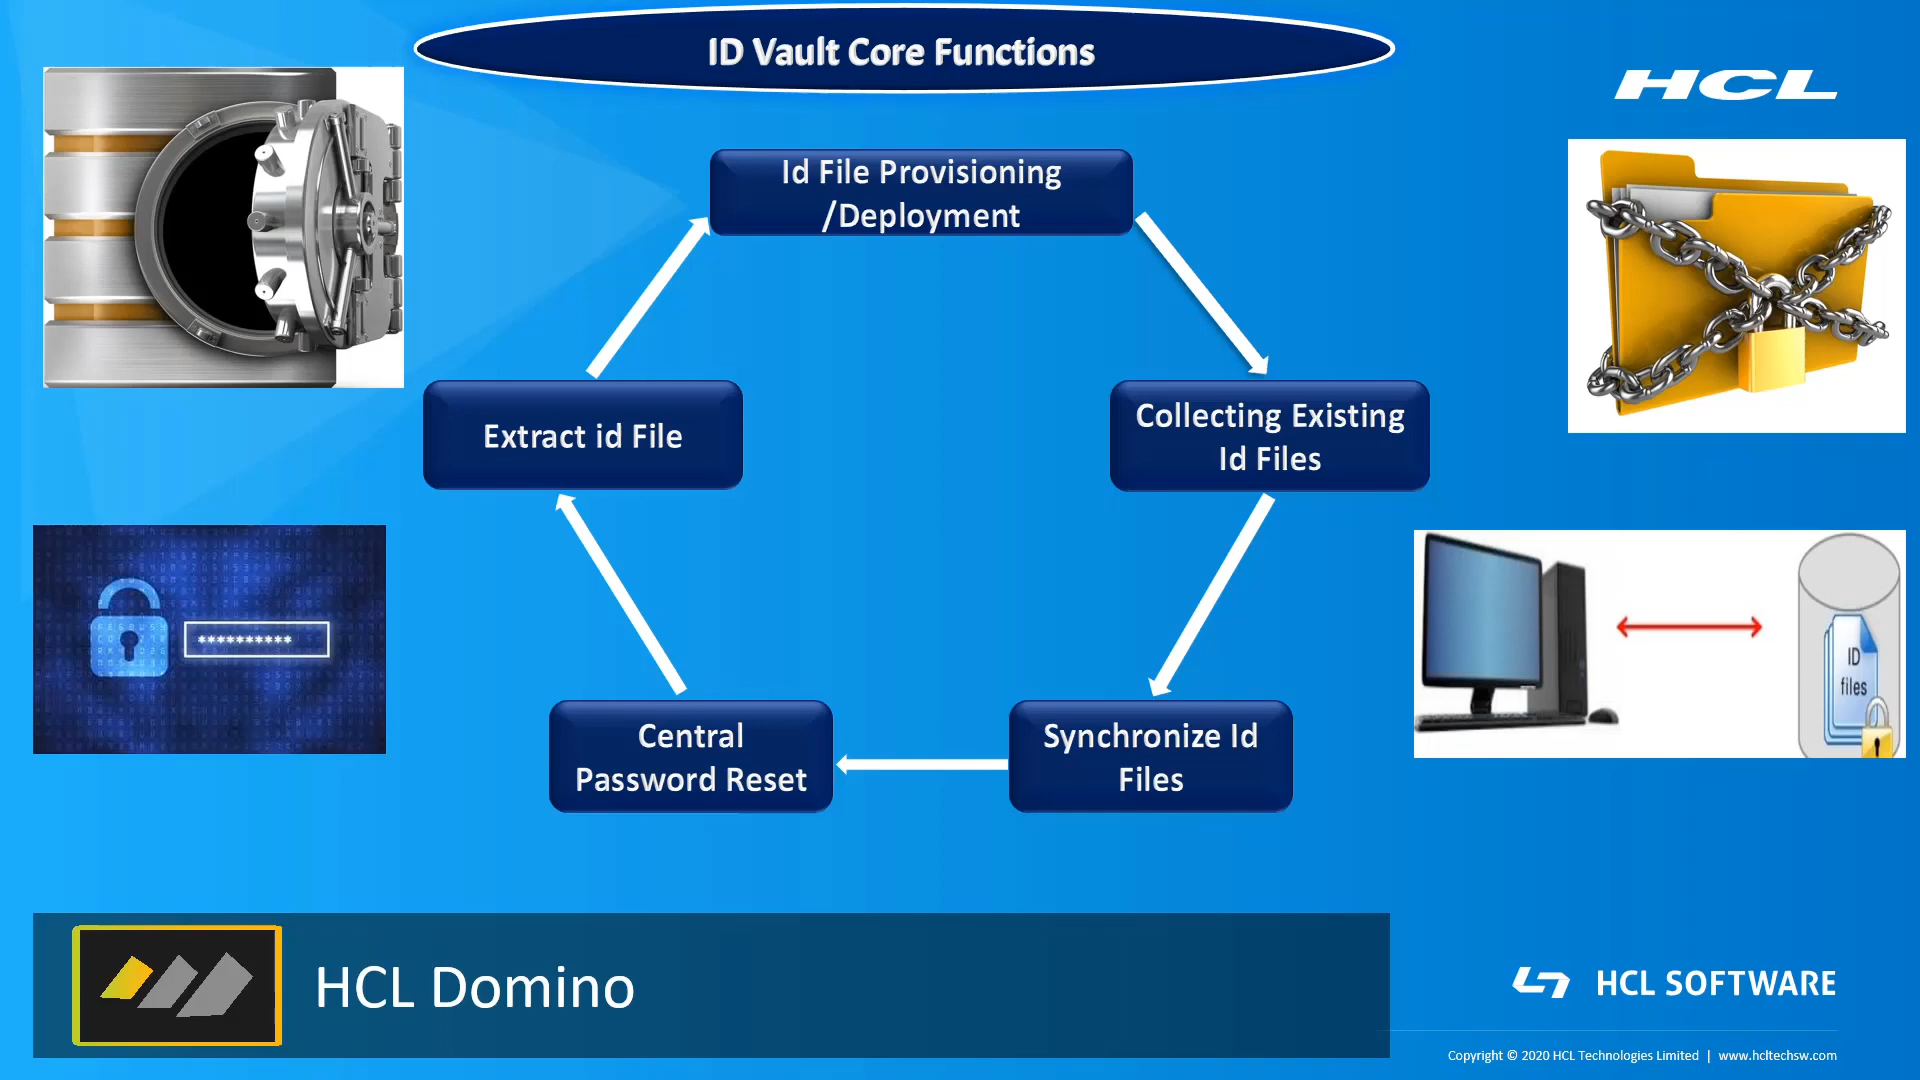 ID Vault Core Functions
HCL
Id File Provisioning
/Deployment
Extract id File
Collecting Existing
Id Files
**********
ID
files
Central
Password Reset
Synchronize Id
Files
HCL Domino
HCL SOFTWARE
Copyright © 2020 HCL Technologies Limited | www.hcltechsw.com